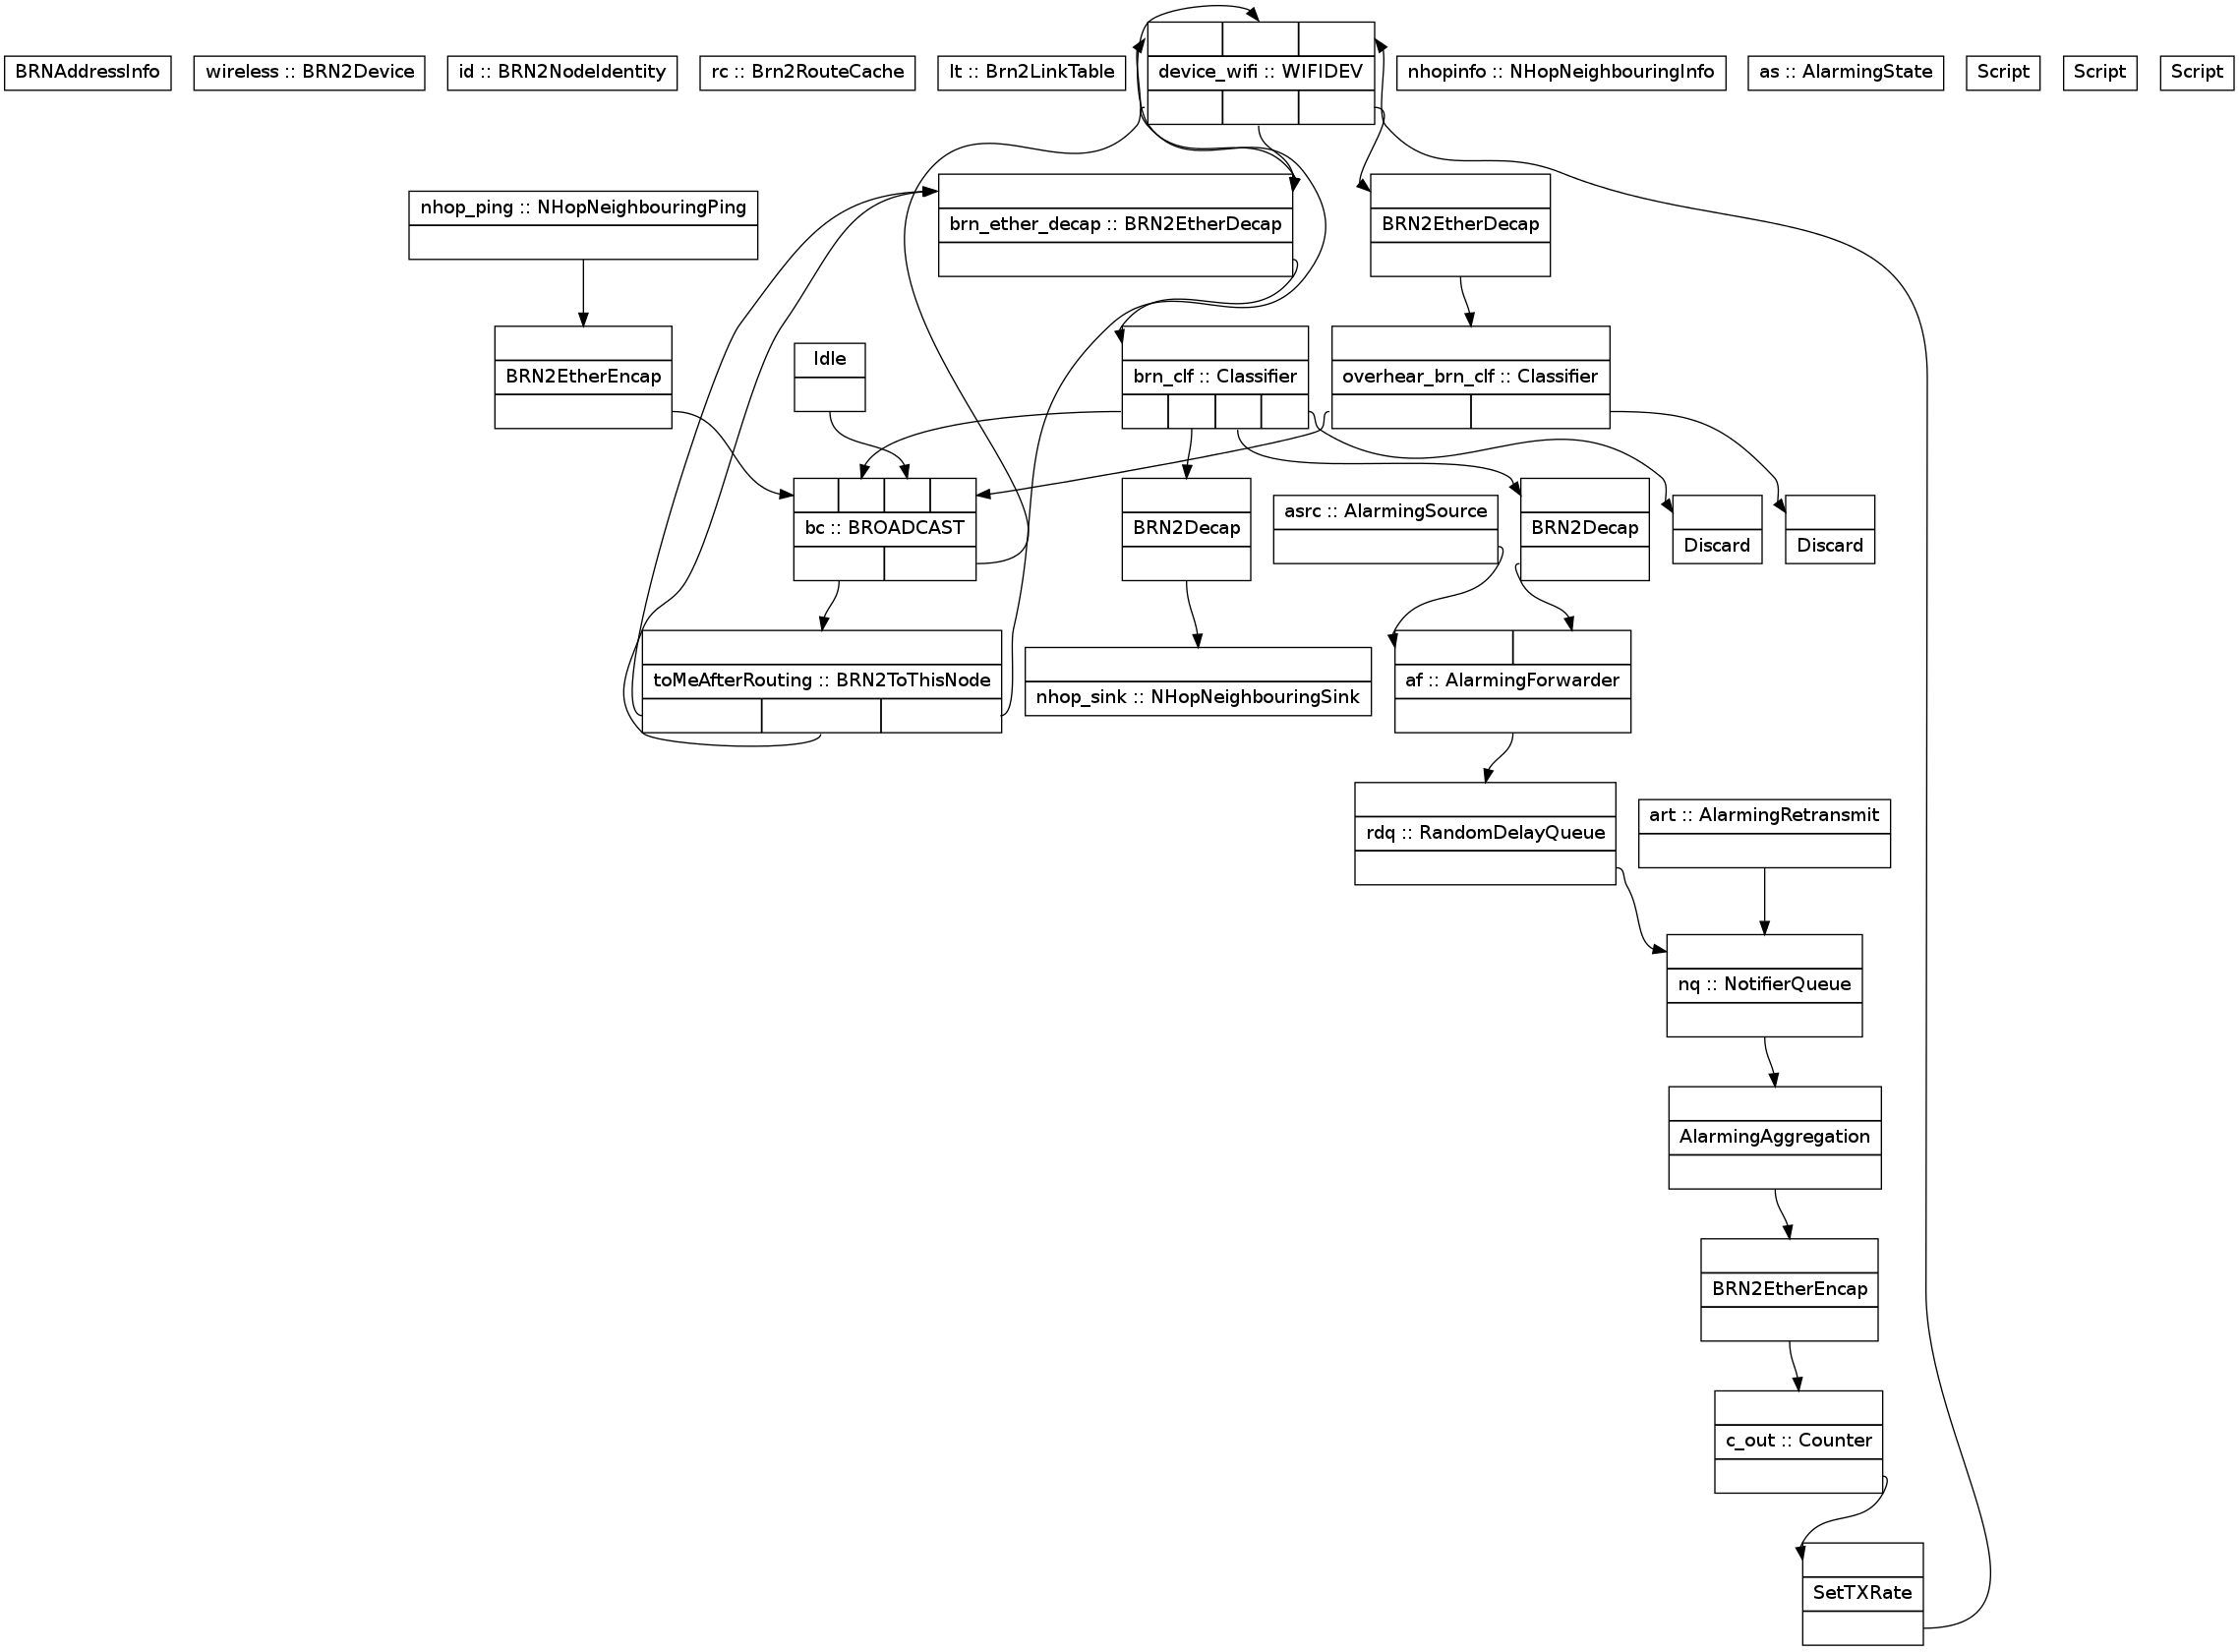 BRNAddressInfo
wireless :: BRN2Device
id :: BRN2NodeIdentity
rc :: Brn2RouteCache
lt :: Brn2LinkTable
device_wifi :: WIFIDEV
nhopinfo :: NHopNeighbouringInfo
as :: AlarmingState
Script
Script
Script
nhop_ping :: NHopNeighbouringPing
brn_ether_decap :: BRN2EtherDecap
BRN2EtherDecap
BRN2EtherEncap
Idle
brn_clf :: Classifier
overhear_brn_clf :: Classifier
bc :: BROADCAST
BRN2Decap
asrc :: AlarmingSource
BRN2Decap
Discard
Discard
toMeAfterRouting :: BRN2ToThisNode
nhop_sink :: NHopNeighbouringSink
af :: AlarmingForwarder
rdq :: RandomDelayQueue
art :: AlarmingRetransmit
nq :: NotifierQueue
AlarmingAggregation
BRN2EtherEncap
c_out :: Counter
SetTXRate